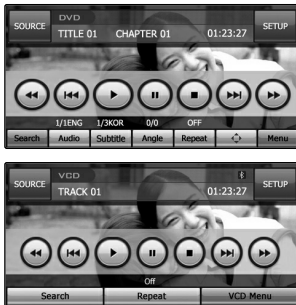 SOURCE DVD SETUP
TITLE 01 CHAPTER 01 01:23:27
1/1ENG 1/3KOR 0/0 OFF
Search Audio Subtitle Angle Repeat Menu
SOURCE VCD SETUP
TRACK 01 01:23:27
Off
Search Repeat VCD Menu